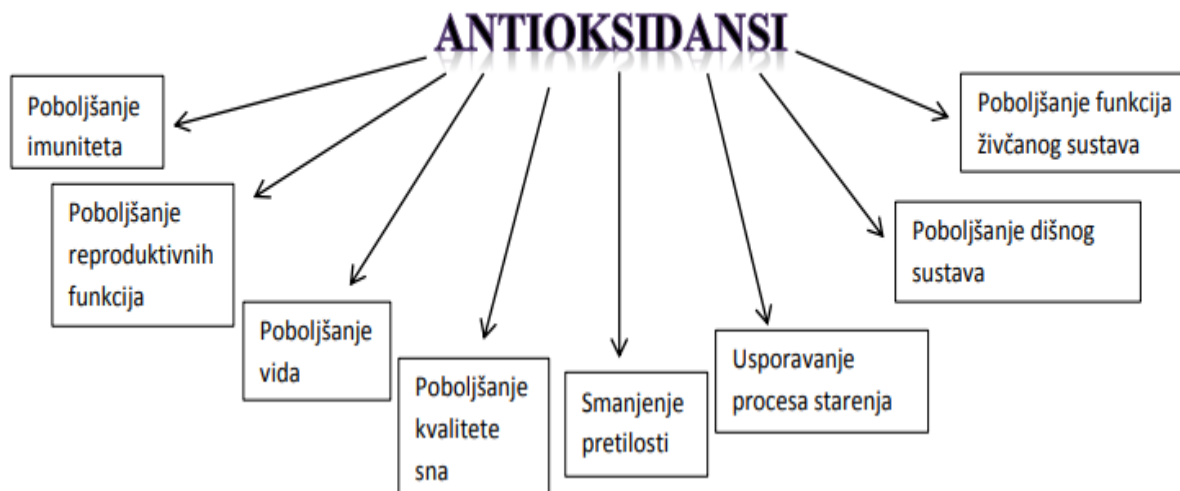 ANTIOKSIDANSI
Poboljšanje
imuniteta
Poboljšanje
reproduktivnih
funkcija
Poboljšanje
vida
Poboljšanje
kvalitete
sna
Smanjenje
pretilosti
Usporavanje
procesa starenja
Poboljšanje dišnog
sustava
Poboljšanje funkcija
živčanog sustava